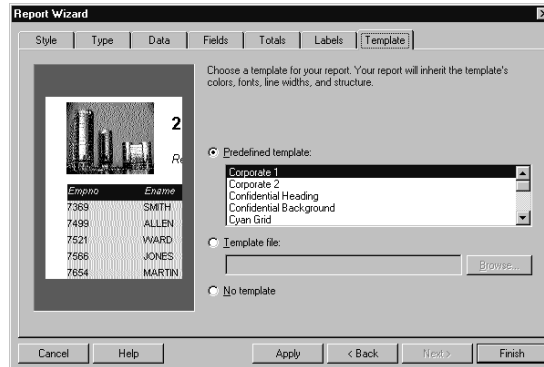 Report Wizard
Style Type Data Fields Totals Labels Template
Choose a template for your report. Your report will inherit the template's
colors, fonts, line widths, and structure.
2
Predefined template:
Corporate 1
Corporate 2
Confidential Heading
Confidential Background
Cyan Grid
Empno Ename
7369 SMITH
7499 ALLEN
7521 WARD
7566 JONES
7654 MARTIN
Template file:
Browse...
No template
Cancel Help Apply < Back Next > Finish